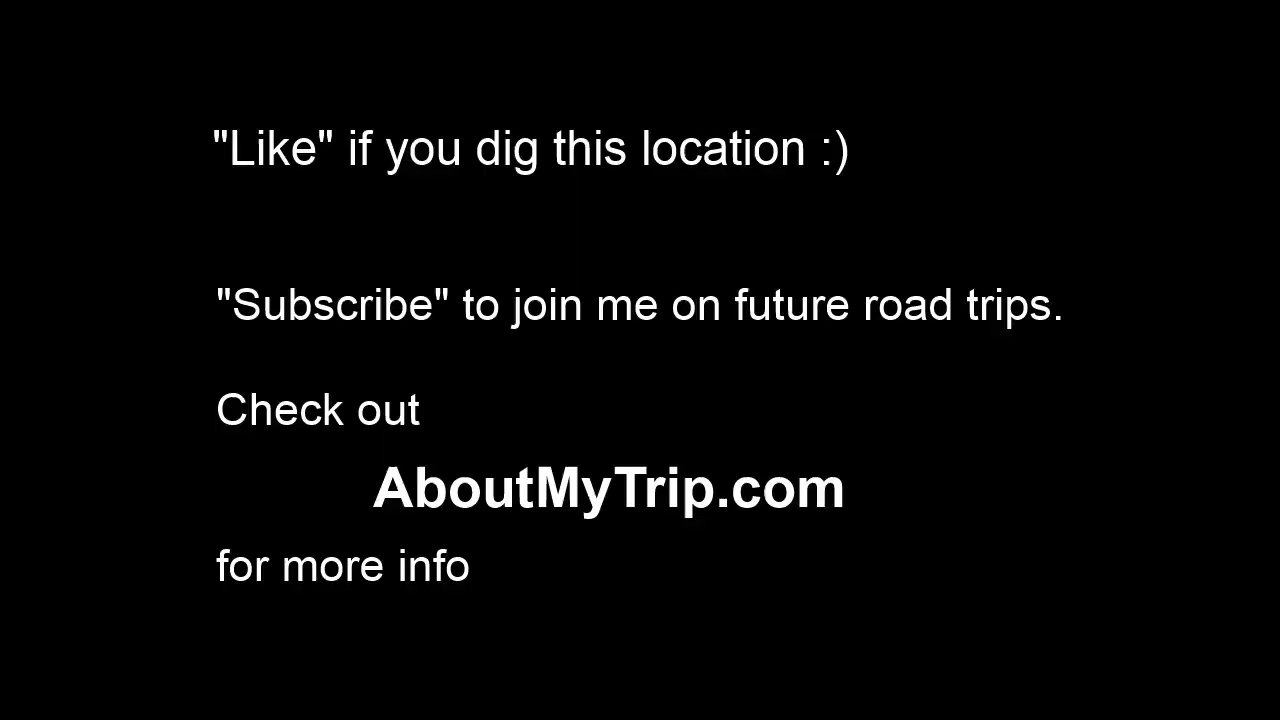 "Like" if you dig this location :)
"Subscribe" to join me on future road trips.
Check out
AboutMyTrip.com
for more info